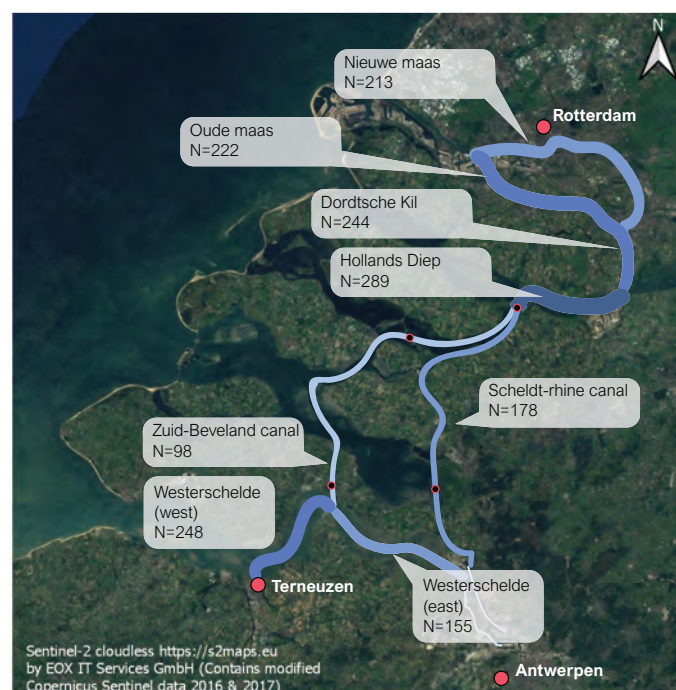 N
Nieuwe maas
N=213
Rotterdam
Oude maas
N=222
Dordtsche Kil
N=244
Hollands Diep
N=289
Scheldt-rhine canal
N=178
Zuid-Beveland canal
N=98
Westerschelde
(west)
N=248
Terneuzen
Westerschelde
(east)
N=155
Antwerpen
Sentinel-2 cloudless https://s2maps.eu
by EOX IT Services GmbH (Contains modified
Copernicus Sentinel data 2016 & 2017)